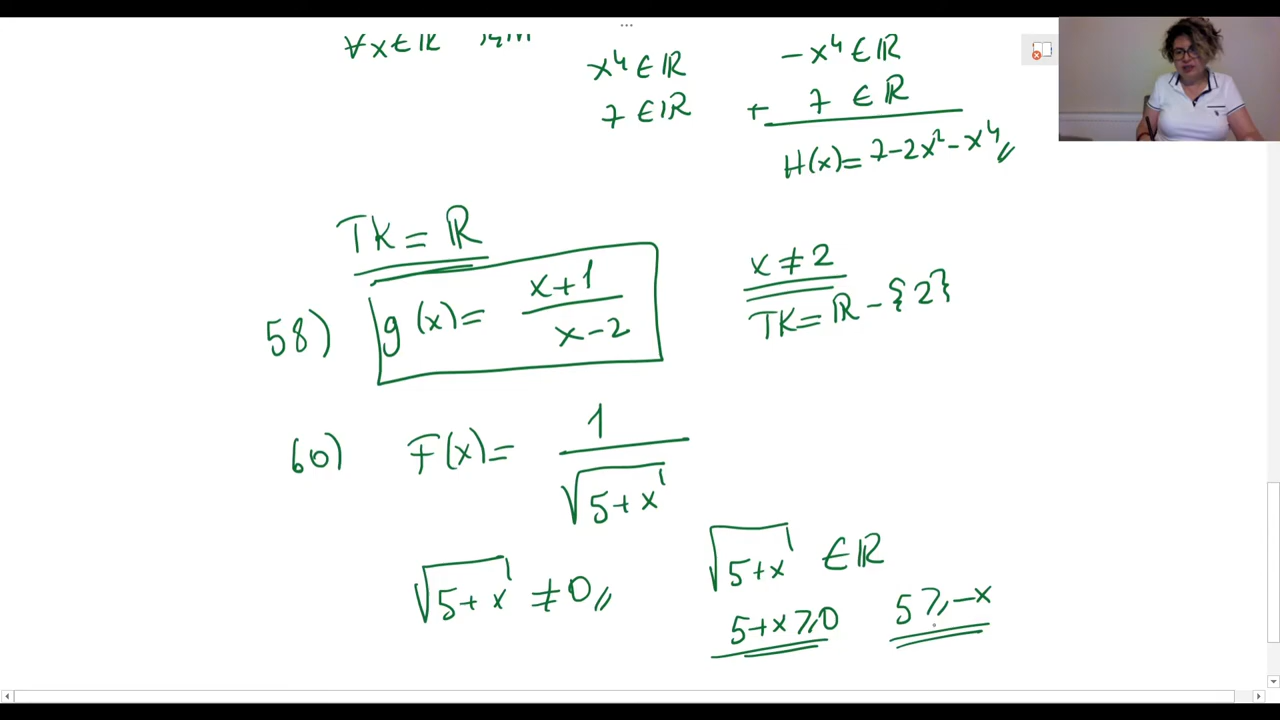 ∀x∈ℝ
x⁴ ∈ ℝ
7 ∈ ℝ
-x⁴ ∈ ℝ
+ 7 ∈ ℝ
H(x)= 7-2x²-x⁴
TK = ℝ
58) g(x)= x+1 / x-2
x ≠ 2
TK = ℝ - {2}
60) F(x)= 1 / √5+x
√5+x ≠ 0
√5+x ∈ ℝ
5+x ≥ 0
5 ≥ -x